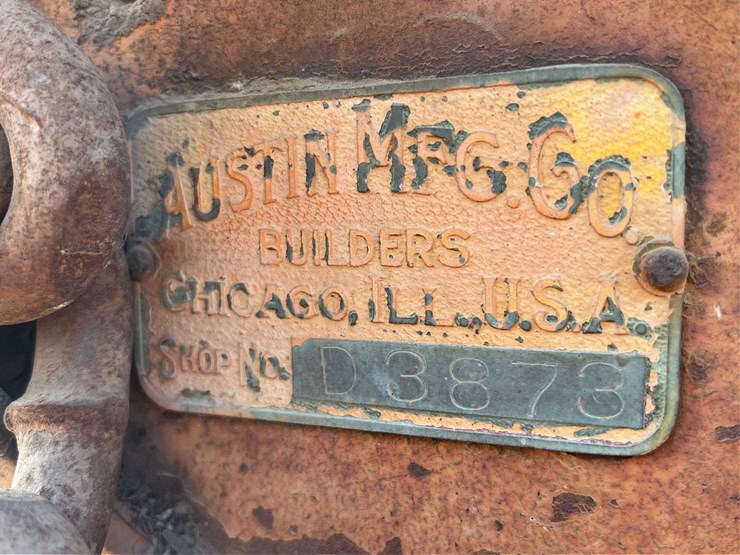 AUSTIN MFG. CO.
BUILDERS
CHICAGO, ILL., U.S.A.
SHOP NO. D3873